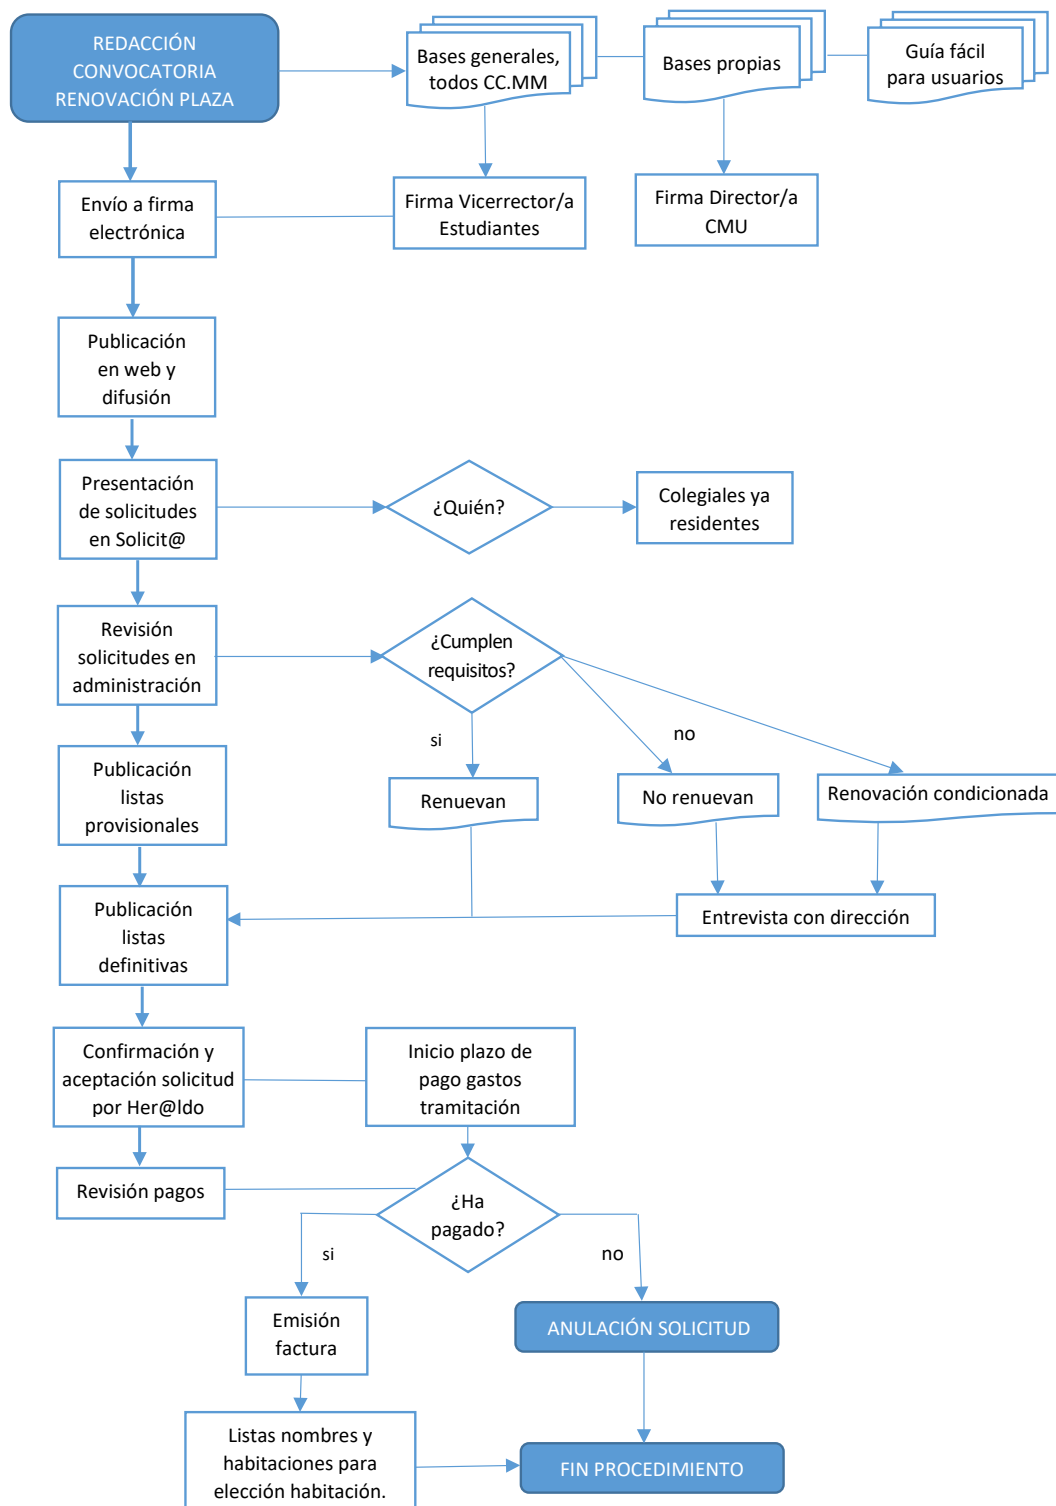 REDACCIÓN
CONVOCATORIA
RENOVACIÓN PLAZA
Bases generales,
todos CC.MM
Bases propias
Guía fácil
para usuarios
Envío a firma
electrónica
Firma Vicerrector/a
Estudiantes
Firma Director/a
CMU
Publicación
en web y
difusión
Presentación
de solicitudes
en Solicit@
¿Quién?
Colegiales ya
residentes
Revisión
solicitudes en
administración
¿Cumplen
requisitos?
si
no
Publicación
listas
provisionales
Renuevan
No renuevan
Renovación condicionada
Publicación
listas
definitivas
Entrevista con dirección
Confirmación y
aceptación solicitud
por Her@ldo
Inicio plazo de
pago gastos
tramitación
Revisión pagos
¿Ha
pagado?
si
no
Emisión
factura
ANULACIÓN SOLICITUD
Listas nombres y
habitaciones para
elección habitación.
FIN PROCEDIMIENTO